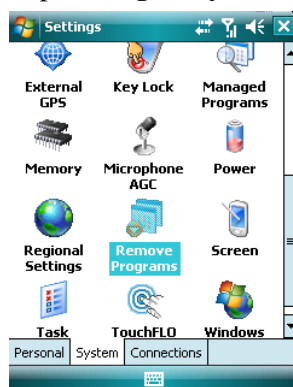 Settings
External Key Lock Managed
GPS Programs
Memory Microphone Power
AGC
Regional Remove Screen
Settings Programs
Task TouchFLO Windows
Personal System Connections